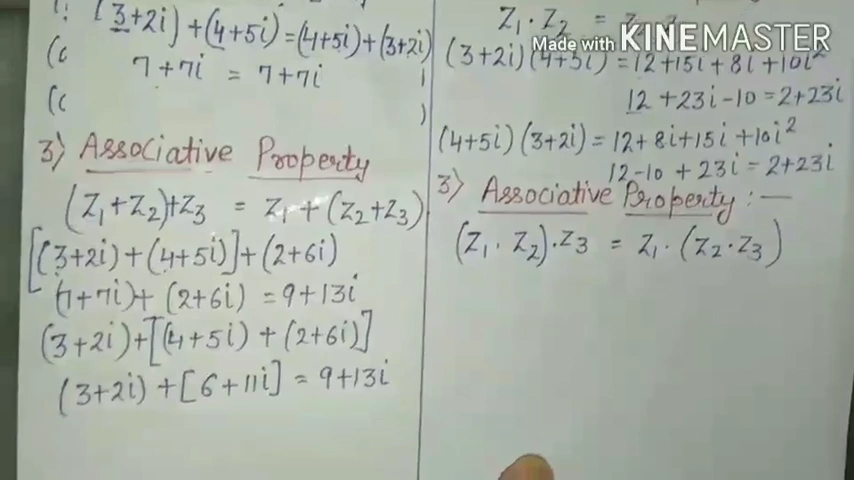 (3+2i) + (4+5i) = (4+5i) + (3+2i)
7+7i = 7+7i
3) Associative Property
(Z₁+Z₂)+Z₃ = Z₁ + (Z₂+Z₃)
[(3+2i) + (4+5i)] + (2+6i)
(7+7i) + (2+6i) = 9+13i
(3+2i)+[(4+5i) + (2+6i)]
(3+2i) + [6+11i] = 9+13i
Z₁ · Z₂ =
Made with KINEMASTER
(3+2i)(4+5i) = 12+15i+8i+10i²
12+23i-10 = 2+23i
(4+5i)(3+2i) = 12+8i+15i+10i²
12-10+23i = 2+23i
3) Associative Property :—
(Z₁ · Z₂) · Z₃ = Z₁ · (Z₂ · Z₃)